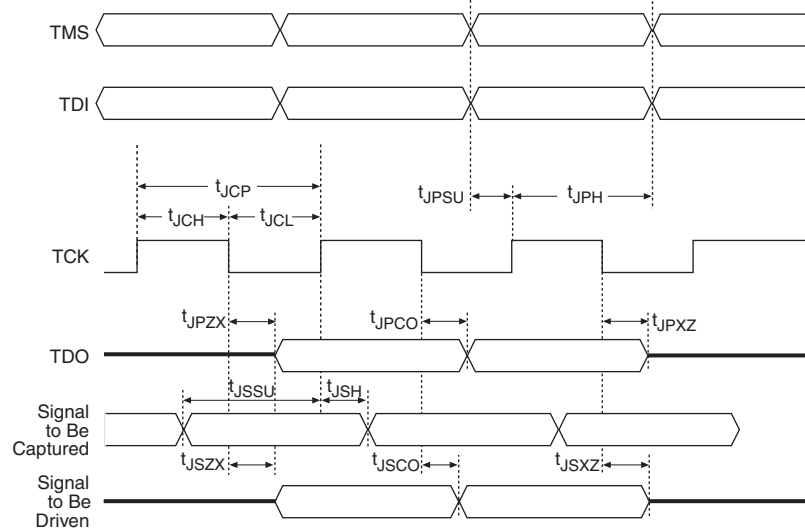 TMS
TDI
tJCP
tJPSU
tJPH
tJCH
tJCL
TCK
tJPZX
tJPCO
tJPXZ
TDO
tJSSU
tJSH
Signal
to Be
Captured
tJSZX
tJSCO
tJSXZ
Signal
to Be
Driven